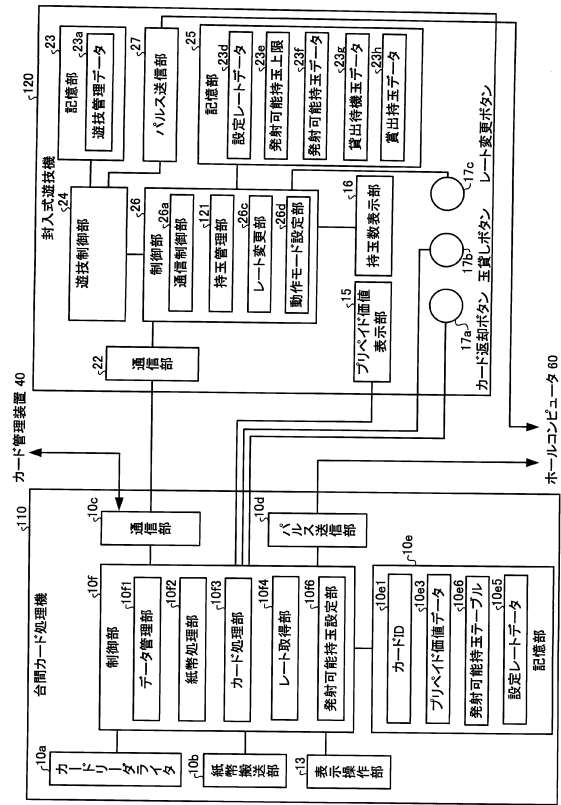 110
台間カード処理機
10a
カードリーダライタ
10b
紙幣搬送部
13
表示操作部
10f
制御部
10f1
データ管理部
10f2
紙幣処理部
10f3
カード処理部
10f4
レート取得部
10f6
発射可能持玉設定部
10c
通信部
10d
パルス送信部
10e
10e1
カードID
10e3
プリペイド価値データ
10e6
発射可能持玉テーブル
10e5
設定レートデータ
記憶部
カード管理装置 40
ホールコンピュータ 60
120
封入式遊技機
22
通信部
24
遊技制御部
23
記憶部
23a
遊技管理データ
27
パルス送信部
26
制御部
26a
通信制御部
121
持玉管理部
26c
レート変更部
26d
動作モード設定部
25
記憶部
23d
設定レートデータ
23e
発射可能持玉上限
23f
発射可能持玉データ
23g
貸出待機玉データ
23h
賞出持玉データ
15
プリペイド価値
表示部
16
持玉数表示部
17a
カード返却ボタン
17b
玉貸しボタン
17c
レート変更ボタン